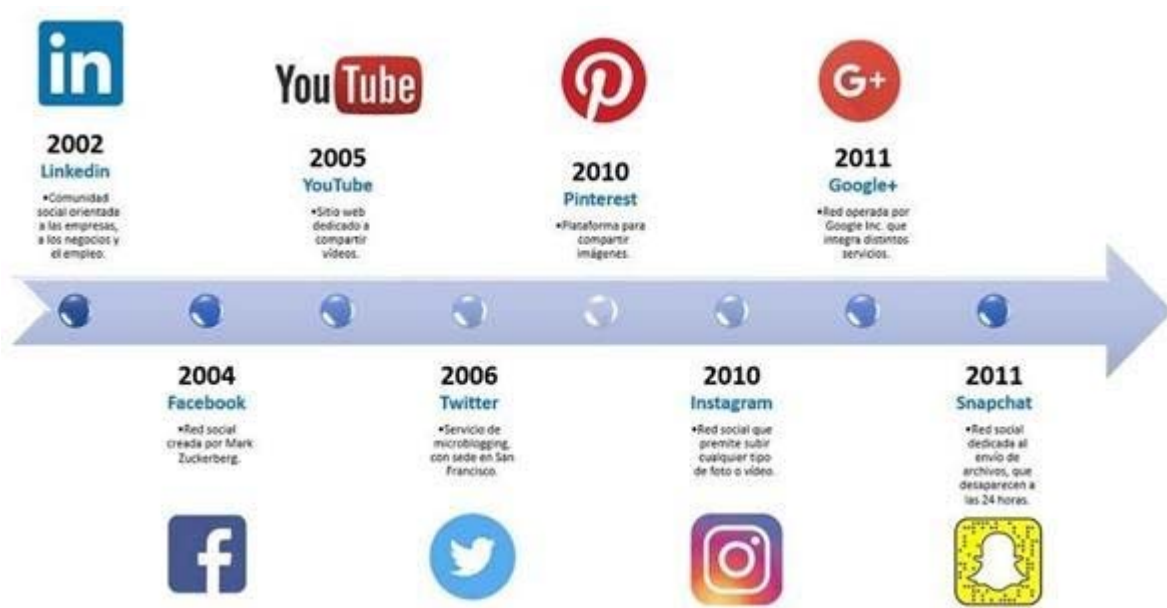 in
2002
Linkedin
•Comunidad
social orientada
a las empresas,
a los negocios y
el empleo.
YouTube
2005
YouTube
•Sitio web
dedicado a
compartir
vídeos.
2010
Pinterest
•Plataforma para
compartir
imágenes.
G+
2011
Google+
•Red operada por
Google Inc. que
integra distintos
servicios.
2004
Facebook
•Red social
creada por Mark
Zuckerberg.
f
2006
Twitter
•Servicio de
microblogging,
con sede en San
Francisco.
2010
Instagram
•Red social que
premite subir
cualquier tipo
de foto o vídeo.
2011
Snapchat
•Red social
dedicada al
envío de
archivos, que
desaparecen a
las 24 horas.